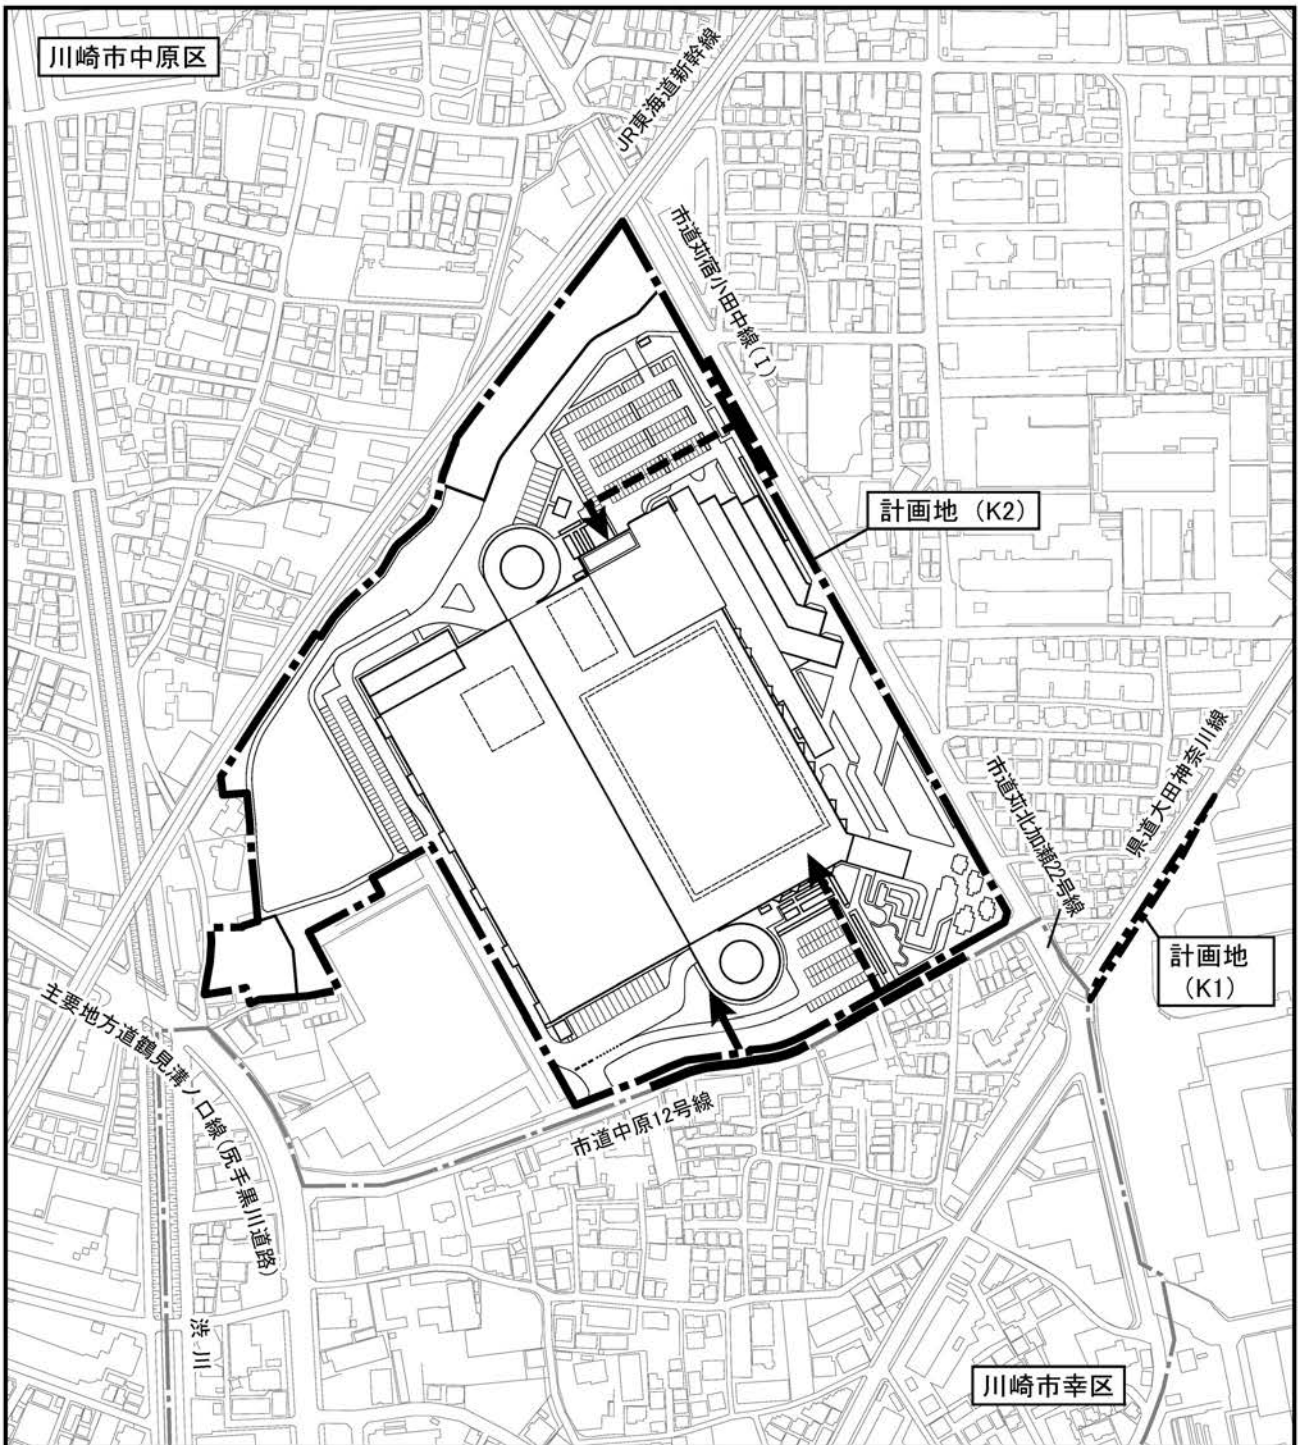 川崎市中原区
JR東海道新幹線
市道苅宿小田中線(Ⅰ)
計画地（K2）
市道苅北加瀬22号線
県道大田神奈川線
計画地
（K1）
主要地方道鶴見溝ノ口線(尻手黒川道路)
市道中原12号線
渋川
川崎市幸区